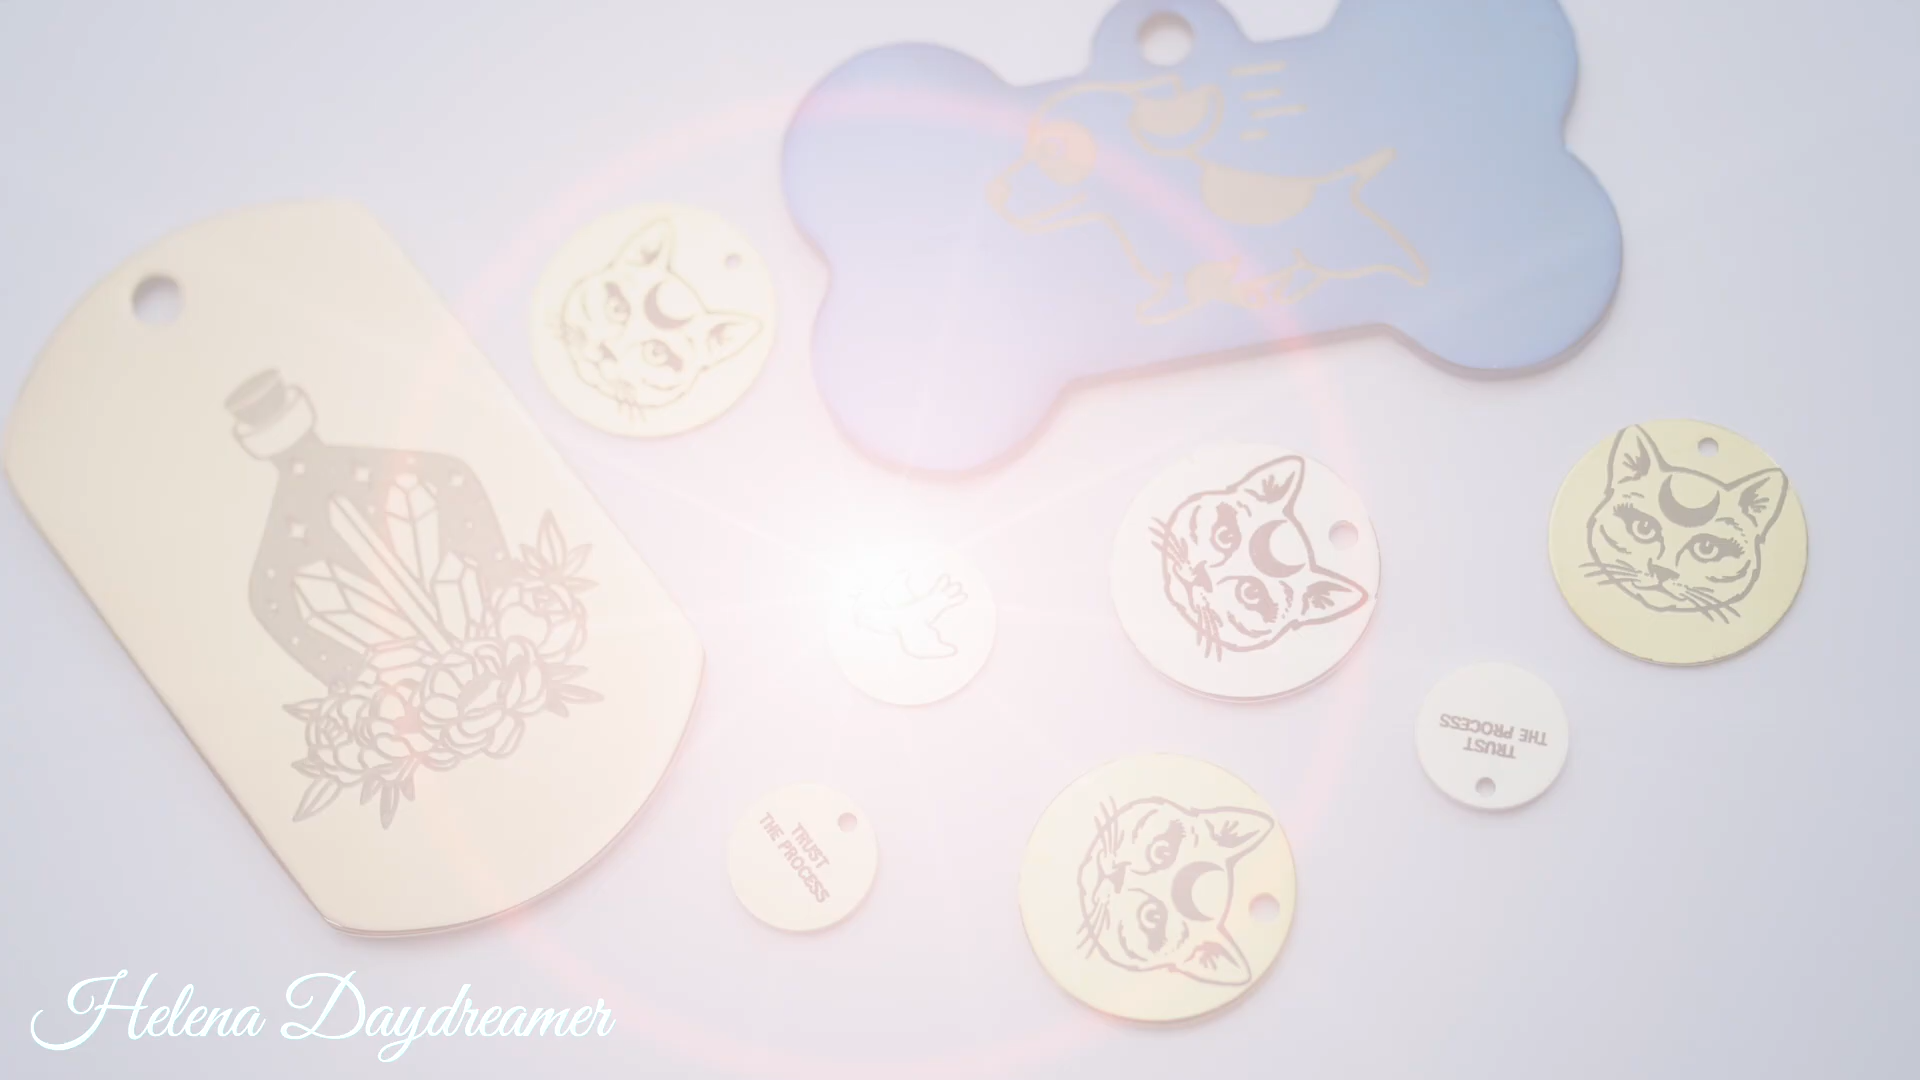 TRUST
THE PROCESS
TRUST
THE PROCESS
Helena Daydreamer